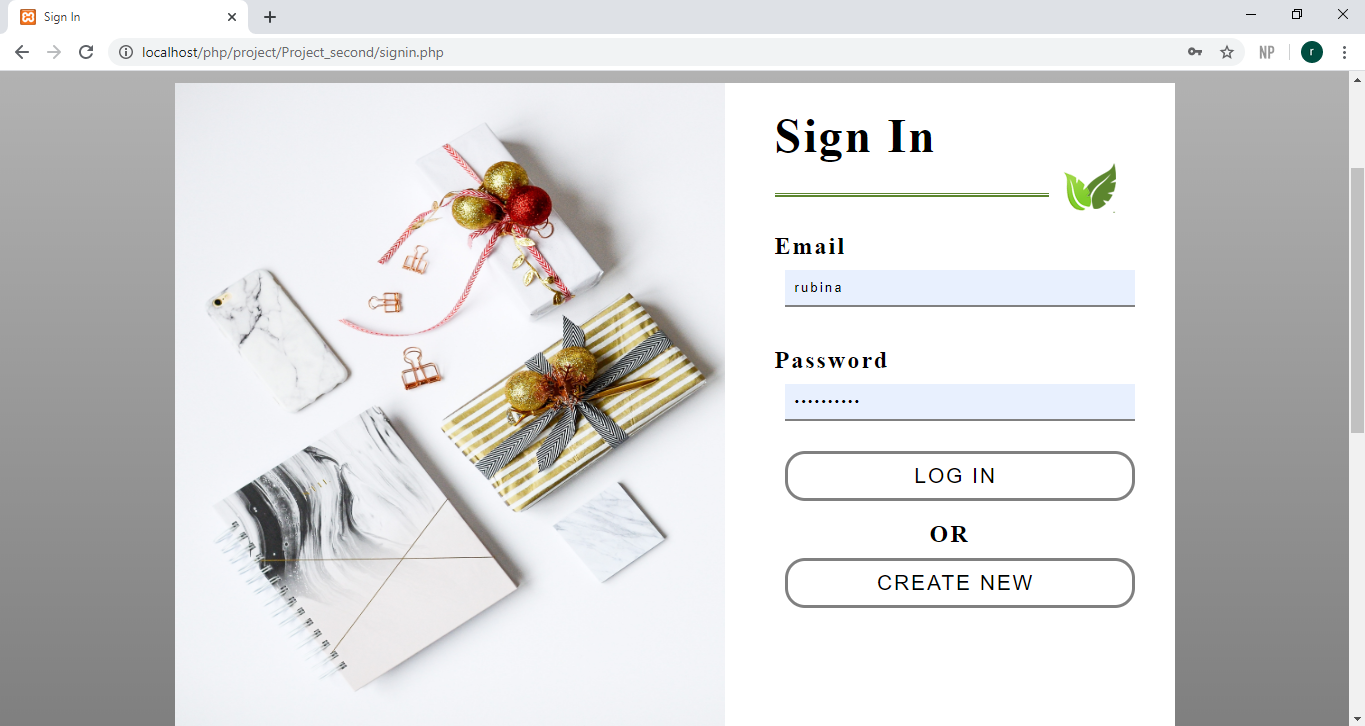 Sign In
localhost/php/project/Project_second/signin.php
NP
r
Sign In
Email
rubina
Password
••••••••••
LOG IN
OR
CREATE NEW